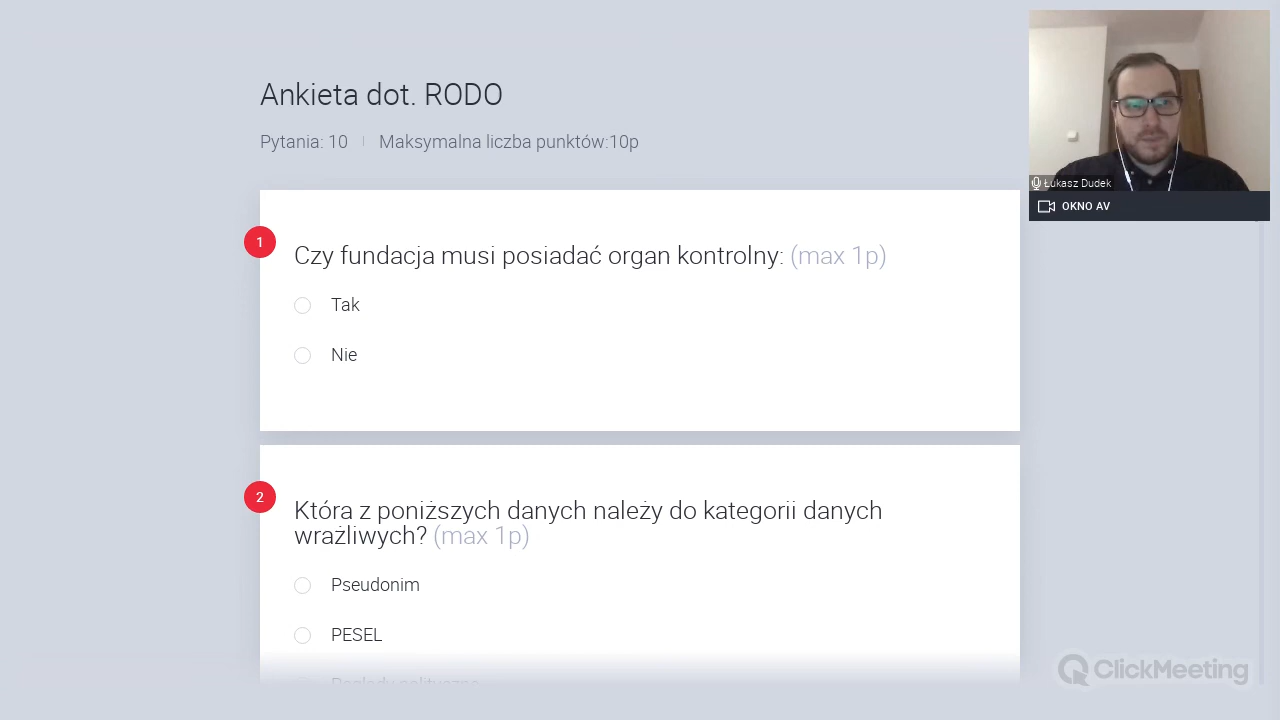 Ankieta dot. RODO
Pytania: 10
Maksymalna liczba punktów:10p
1
Czy fundacja musi posiadać organ kontrolny: (max 1p)
Tak
Nie
2
Która z poniższych danych należy do kategorii danych
wrażliwych? (max 1p)
Pseudonim
PESEL
Poglądy polityczne
Łukasz Dudek
OKNO AV
ClickMeeting